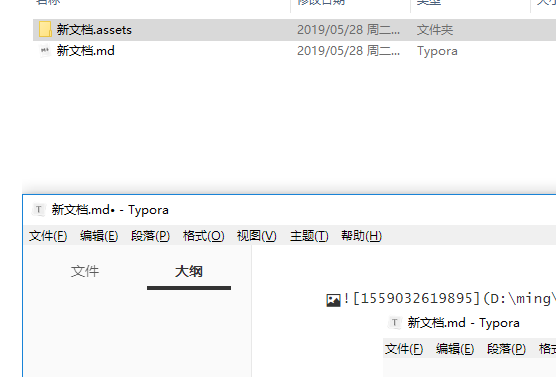 名称 修改日期 类型 大小
新文档.assets 2019/05/28 周二... 文件夹
新文档.md 2019/05/28 周二... Typora
新文档.md• - Typora
文件(F) 编辑(E) 段落(P) 格式(O) 视图(V) 主题(T) 帮助(H)
文件 大纲
![1559032619895](D:\ming\
新文档.md - Typora
文件(F) 编辑(E) 段落(P) 格式